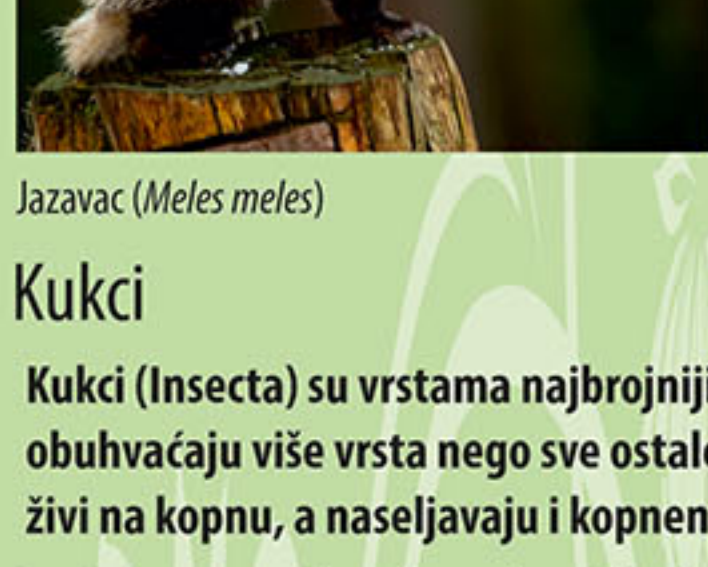 Jazavac (Meles meles)
Kukci
Kukci (Insecta) su vrstama najbrojniji
obuhvaćaju više vrsta nego sve ostal
živi na kopnu, a naseljavaju i kopnen